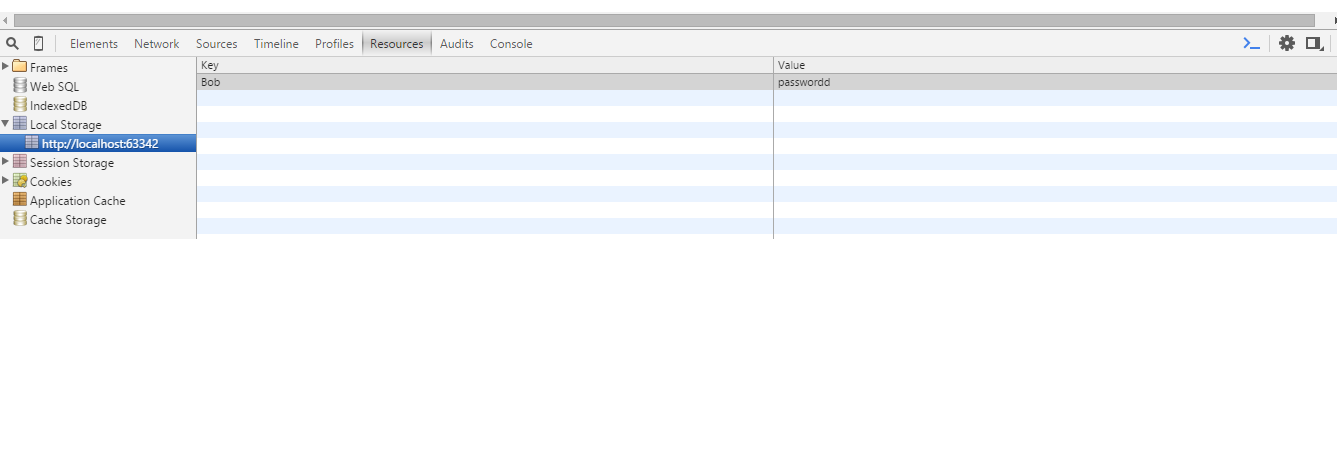 Elements Network Sources Timeline Profiles Resources Audits Console
Frames
Web SQL
IndexedDB
Local Storage
http://localhost:63342
Session Storage
Cookies
Application Cache
Cache Storage
Key Value
Bob passwordd